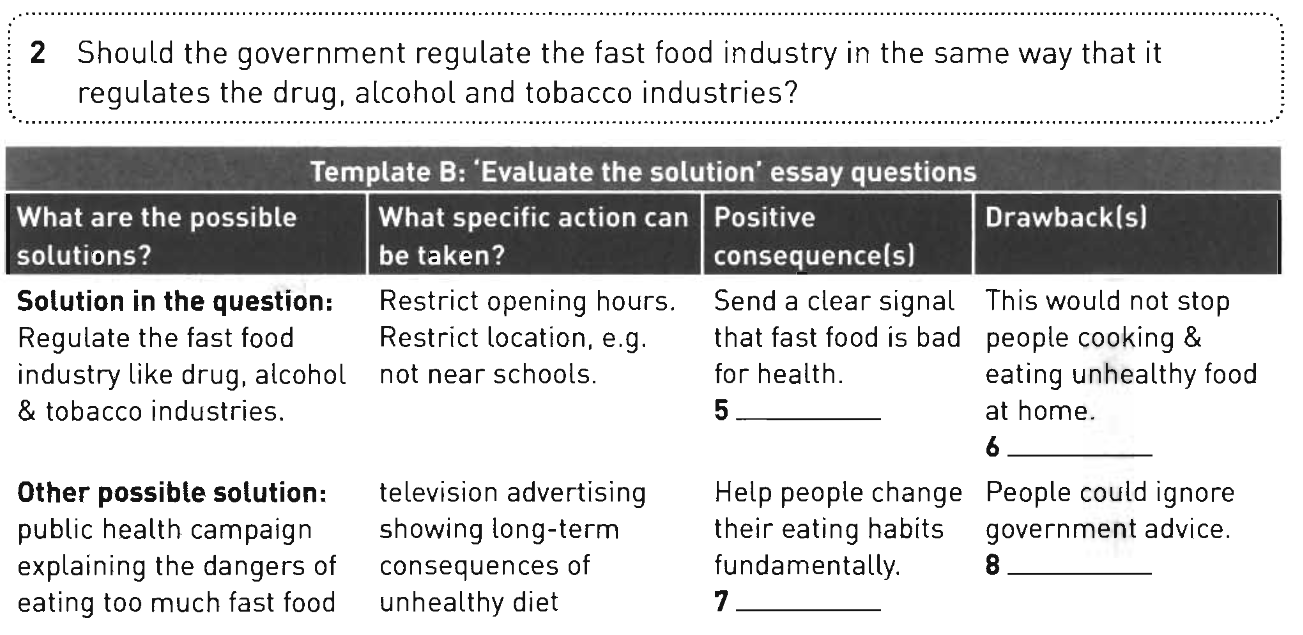 2 Should the government regulate the fast food industry in the same way that it
regulates the drug, alcohol and tobacco industries?
Template B: ‘Evaluate the solution’ essay questions
What are the possible
solutions?
What specific action can
be taken?
Positive
consequence(s)
Drawback(s)
Solution in the question:
Regulate the fast food
industry like drug, alcohol
& tobacco industries.
Restrict opening hours.
Restrict location, e.g.
not near schools.
Send a clear signal
that fast food is bad
for health.
5 ____________
This would not stop
people cooking &
eating unhealthy food
at home.
6 ____________
Other possible solution:
public health campaign
explaining the dangers of
eating too much fast food
television advertising
showing long-term
consequences of
unhealthy diet
Help people change
their eating habits
fundamentally.
7 ____________
People could ignore
government advice.
8 ____________